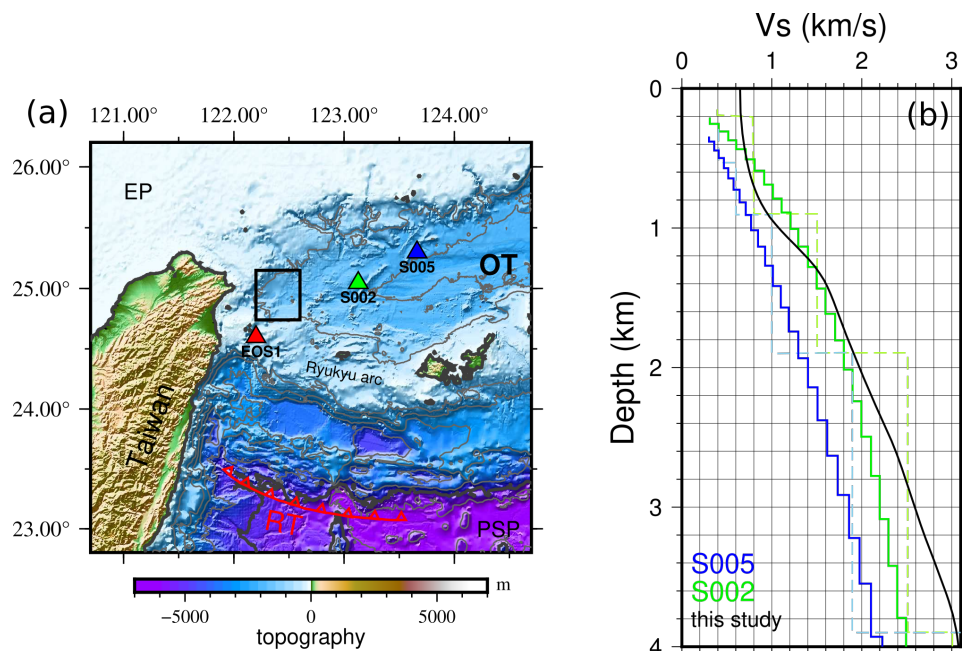 (a)
121.00° 122.00° 123.00° 124.00°
26.00°
25.00°
24.00°
23.00°
EP
OT
S005
S002
EOS1
Ryukyu arc
Taiwan
RT
PSP
m
−5000 0 5000
topography
Vs (km/s)
0 1 2 3
(b)
Depth (km)
0
1
2
3
4
S005
S002
this study